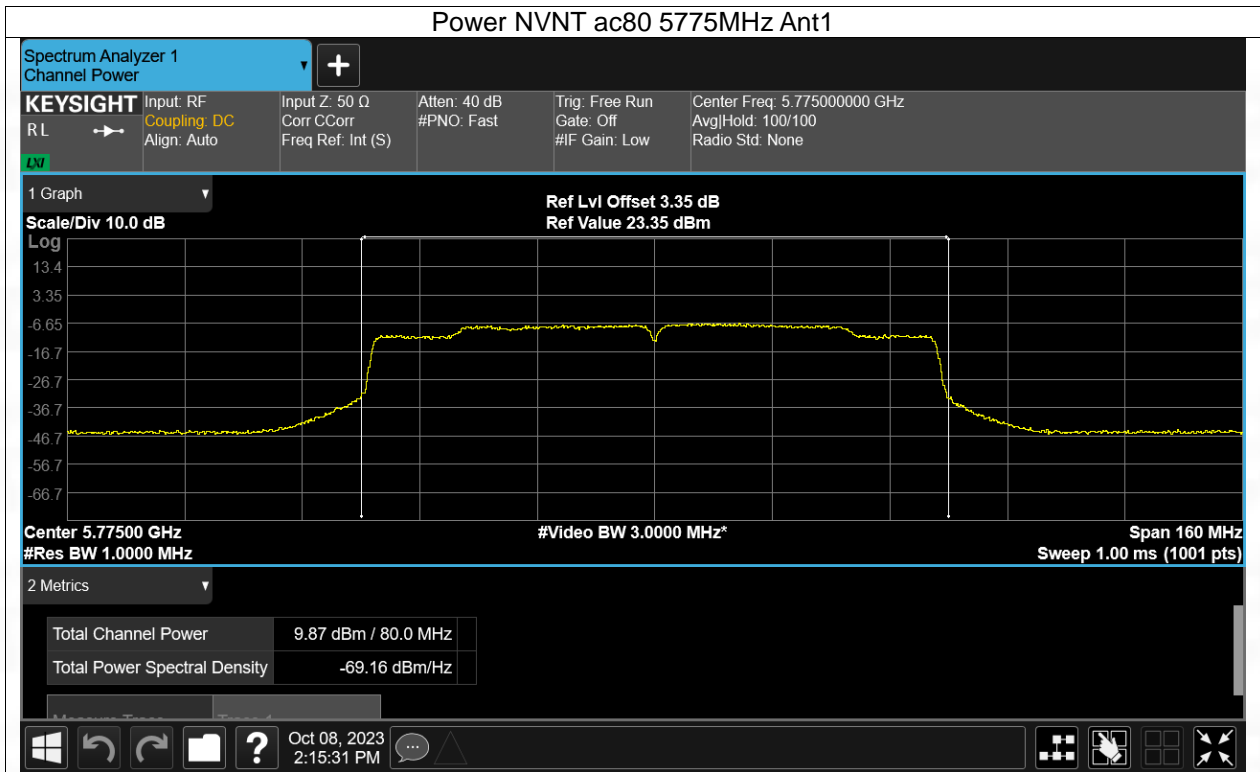 Power NVNT ac80 5775MHz Ant1
Spectrum Analyzer 1
Channel Power
+
KEYSIGHT
R L
LXI
Input: RF
Coupling: DC
Align: Auto
Input Z: 50 Ω
Corr CCorr
Freq Ref: Int (S)
Atten: 40 dB
#PNO: Fast
Trig: Free Run
Gate: Off
#IF Gain: Low
Center Freq: 5.775000000 GHz
Avg|Hold: 100/100
Radio Std: None
1 Graph
Scale/Div 10.0 dB
Ref Lvl Offset 3.35 dB
Ref Value 23.35 dBm
Log
13.4
3.35
-6.65
-16.7
-26.7
-36.7
-46.7
-56.7
-66.7
Center 5.77500 GHz
#Video BW 3.0000 MHz*
Span 160 MHz
#Res BW 1.0000 MHz
Sweep 1.00 ms (1001 pts)
2 Metrics
Total Channel Power 9.87 dBm / 80.0 MHz
Total Power Spectral Density -69.16 dBm/Hz
?
Oct 08, 2023
2:15:31 PM